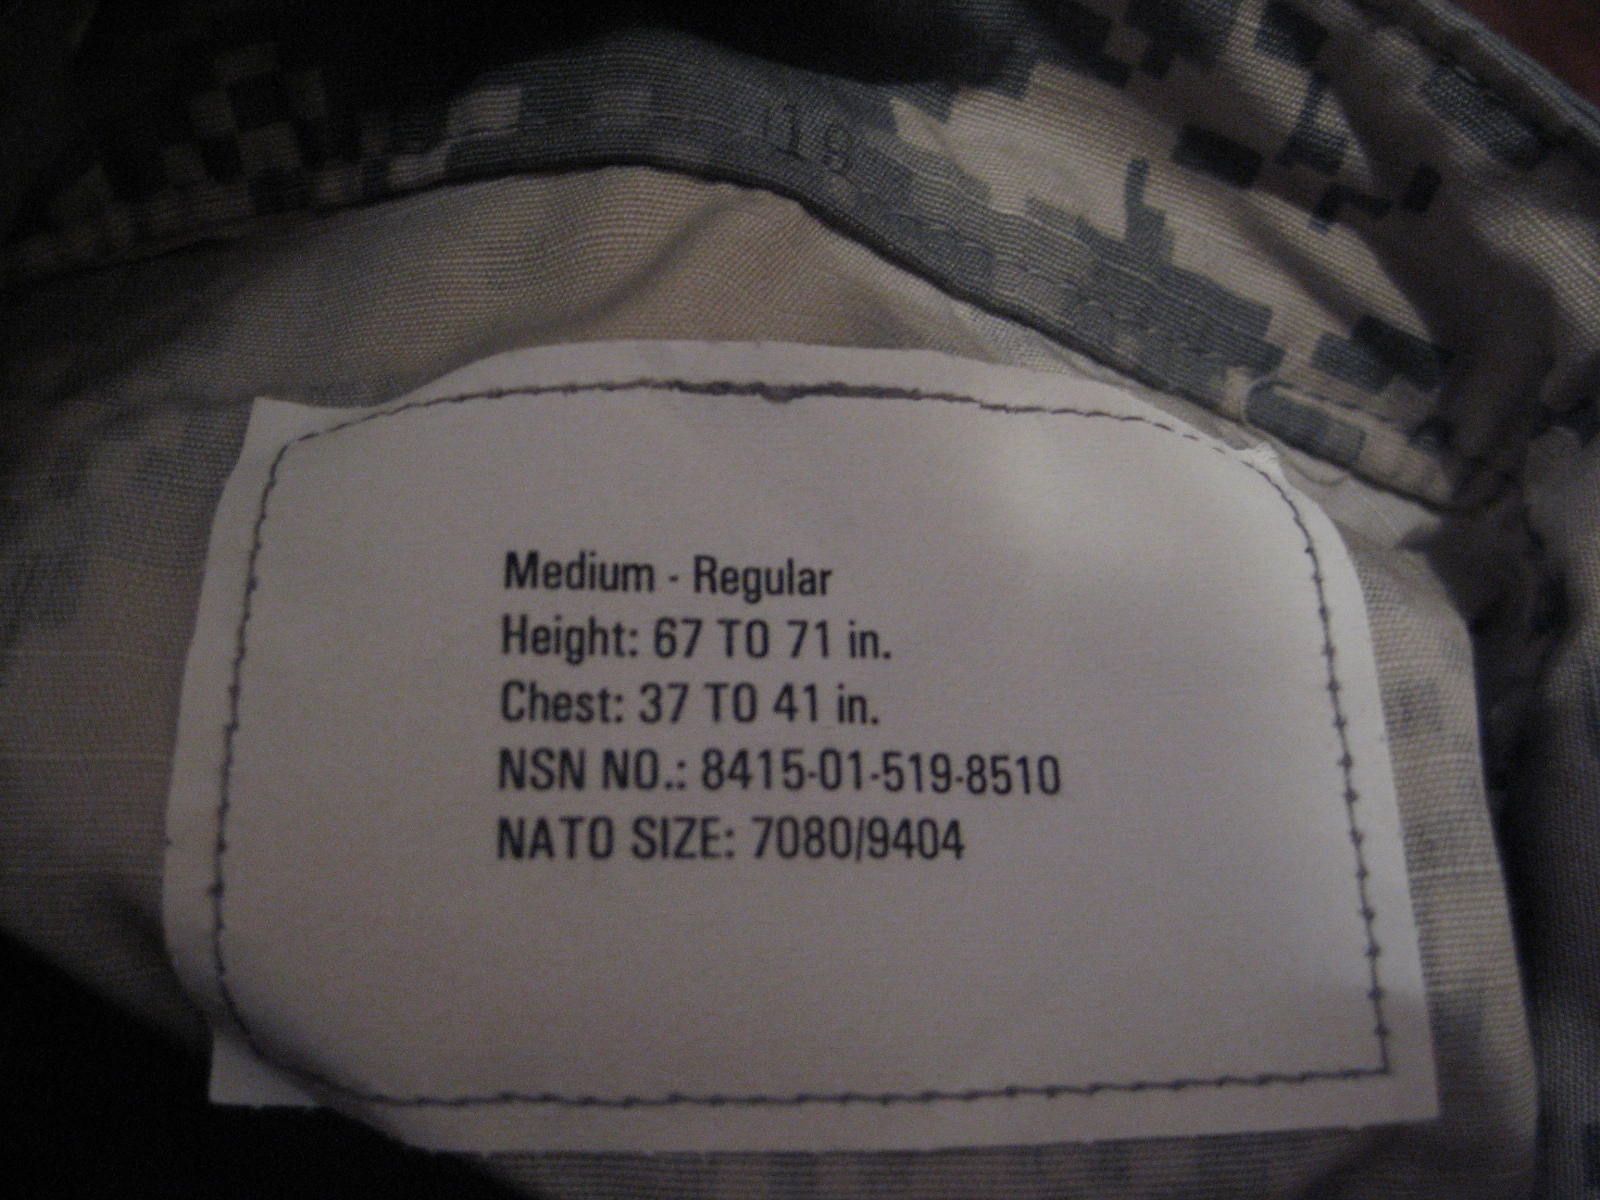 19
Medium - Regular
Height: 67 TO 71 in.
Chest: 37 TO 41 in.
NSN NO.: 8415-01-519-8510
NATO SIZE: 7080/9404